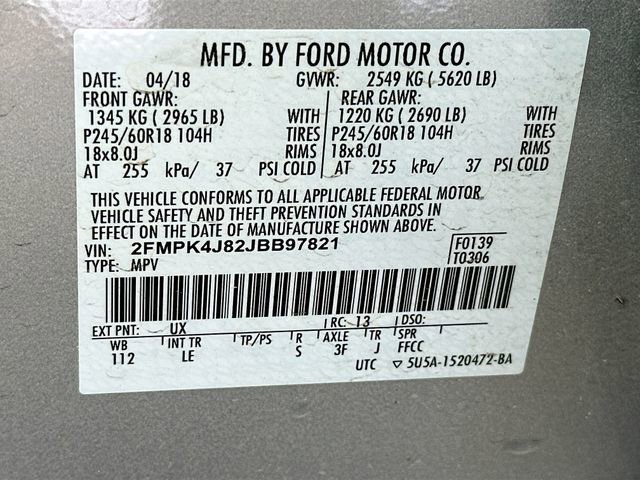 MFD. BY FORD MOTOR CO.
DATE: 04/18 GVWR: 2549 KG ( 5620 LB)
FRONT GAWR: REAR GAWR:
1345 KG ( 2965 LB) WITH 1220 KG ( 2690 LB) WITH
P245/60R18 104H TIRES P245/60R18 104H TIRES
18x8.0J RIMS 18x8.0J RIMS
AT 255 kPa/ 37 PSI COLD AT 255 kPa/ 37 PSI COLD
THIS VEHICLE CONFORMS TO ALL APPLICABLE FEDERAL MOTOR
VEHICLE SAFETY AND THEFT PREVENTION STANDARDS IN
EFFECT ON THE DATE OF MANUFACTURE SHOWN ABOVE.
VIN: 2FMPK4J82JBB97821 F0139
TYPE: MPV T0306
EXT PNT: UX RC: 13 DSO:
WB INT TR TP/PS R AXLE TR SPR
112 LE S 3F J FFCC
UTC ▽ 5U5A-1520472-BA